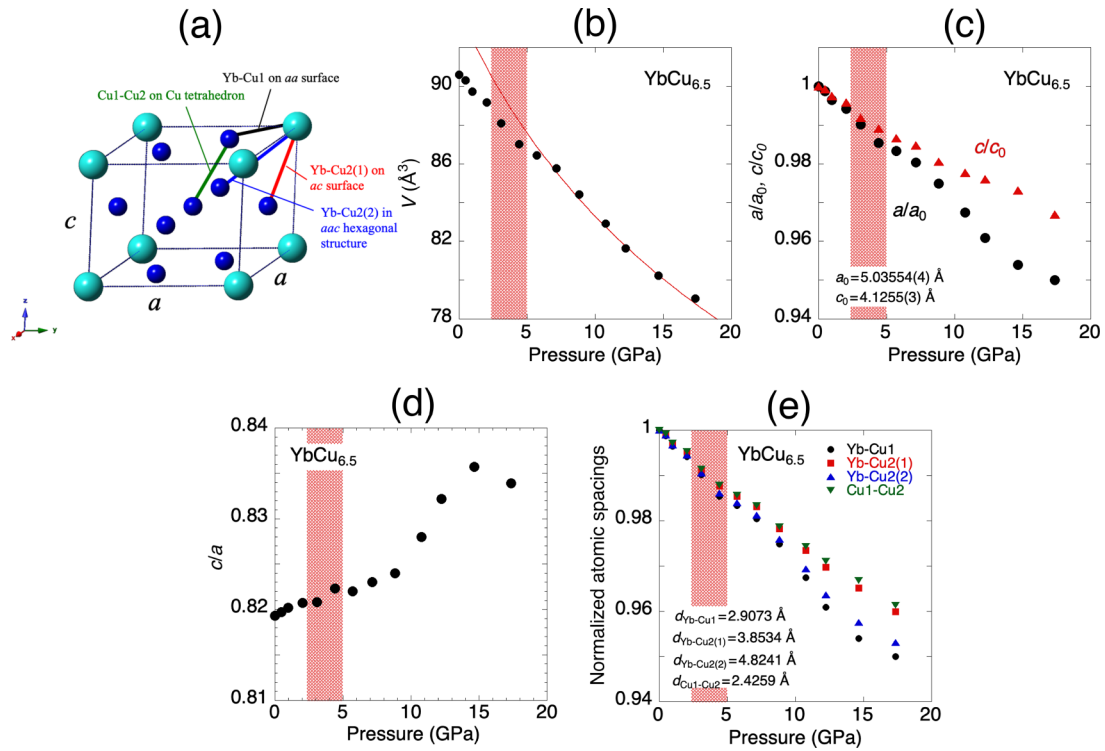 (a)
Yb-Cu1 on aa surface
Cu1-Cu2 on Cu tetrahedron
Yb-Cu2(1) on
ac surface
Yb-Cu2(2) in
aac hexagonal
structure
c
a
a
z
y
x
(b)
YbCu6.5
V (Å3)
90
86
82
78
0
5
10
15
20
Pressure (GPa)
(c)
YbCu6.5
a/a0, c/c0
1
0.98
0.96
0.94
c/c0
a/a0
a0=5.03554(4) Å
c0=4.1255(3) Å
0
5
10
15
20
Pressure (GPa)
(d)
YbCu6.5
c/a
0.84
0.83
0.82
0.81
0
5
10
15
20
Pressure (GPa)
(e)
YbCu6.5
Yb-Cu1
Yb-Cu2(1)
Yb-Cu2(2)
Cu1-Cu2
Normalized atomic spacings
1
0.98
0.96
0.94
dYb-Cu1=2.9073 Å
dYb-Cu2(1)=3.8534 Å
dYb-Cu2(2)=4.8241 Å
dCu1-Cu2=2.4259 Å
0
5
10
15
20
Pressure (GPa)